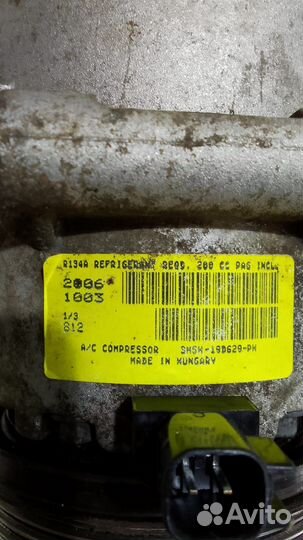 R134A REFRIGERANT REQD. 200 CC PAG INCL
2006
1003
1/3
812
A/C COMPRESSOR 5M5H-19D629-PH
MADE IN HUNGARY
Avito